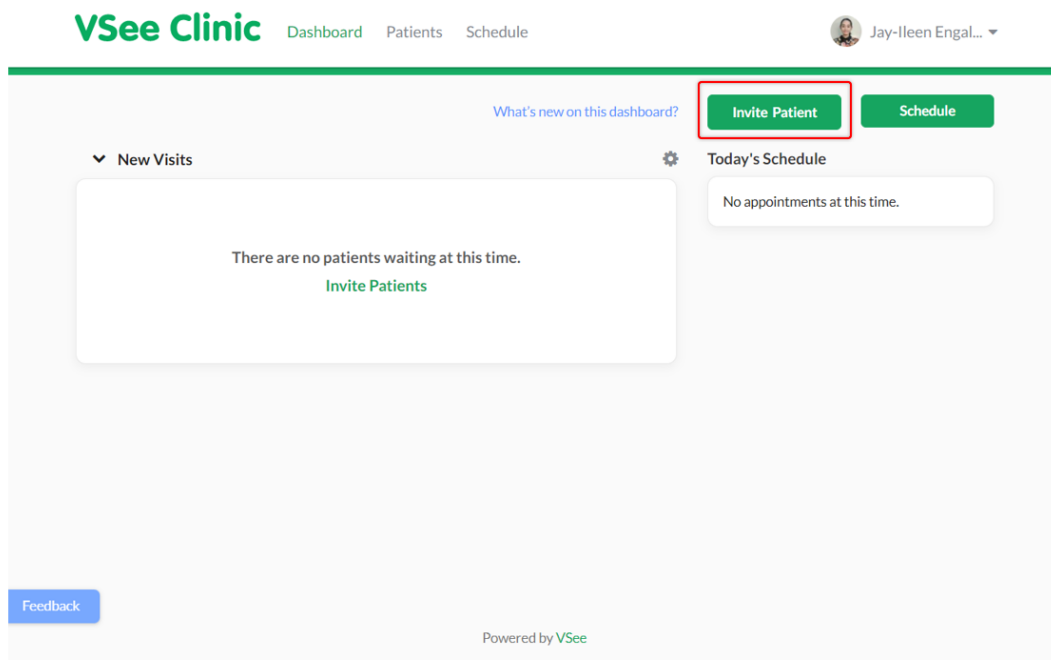 VSee Clinic Dashboard Patients Schedule Jay-Ileen Engal...
What's new on this dashboard? Invite Patient Schedule
New Visits
Today's Schedule
No appointments at this time.
There are no patients waiting at this time.
Invite Patients
Feedback
Powered by VSee